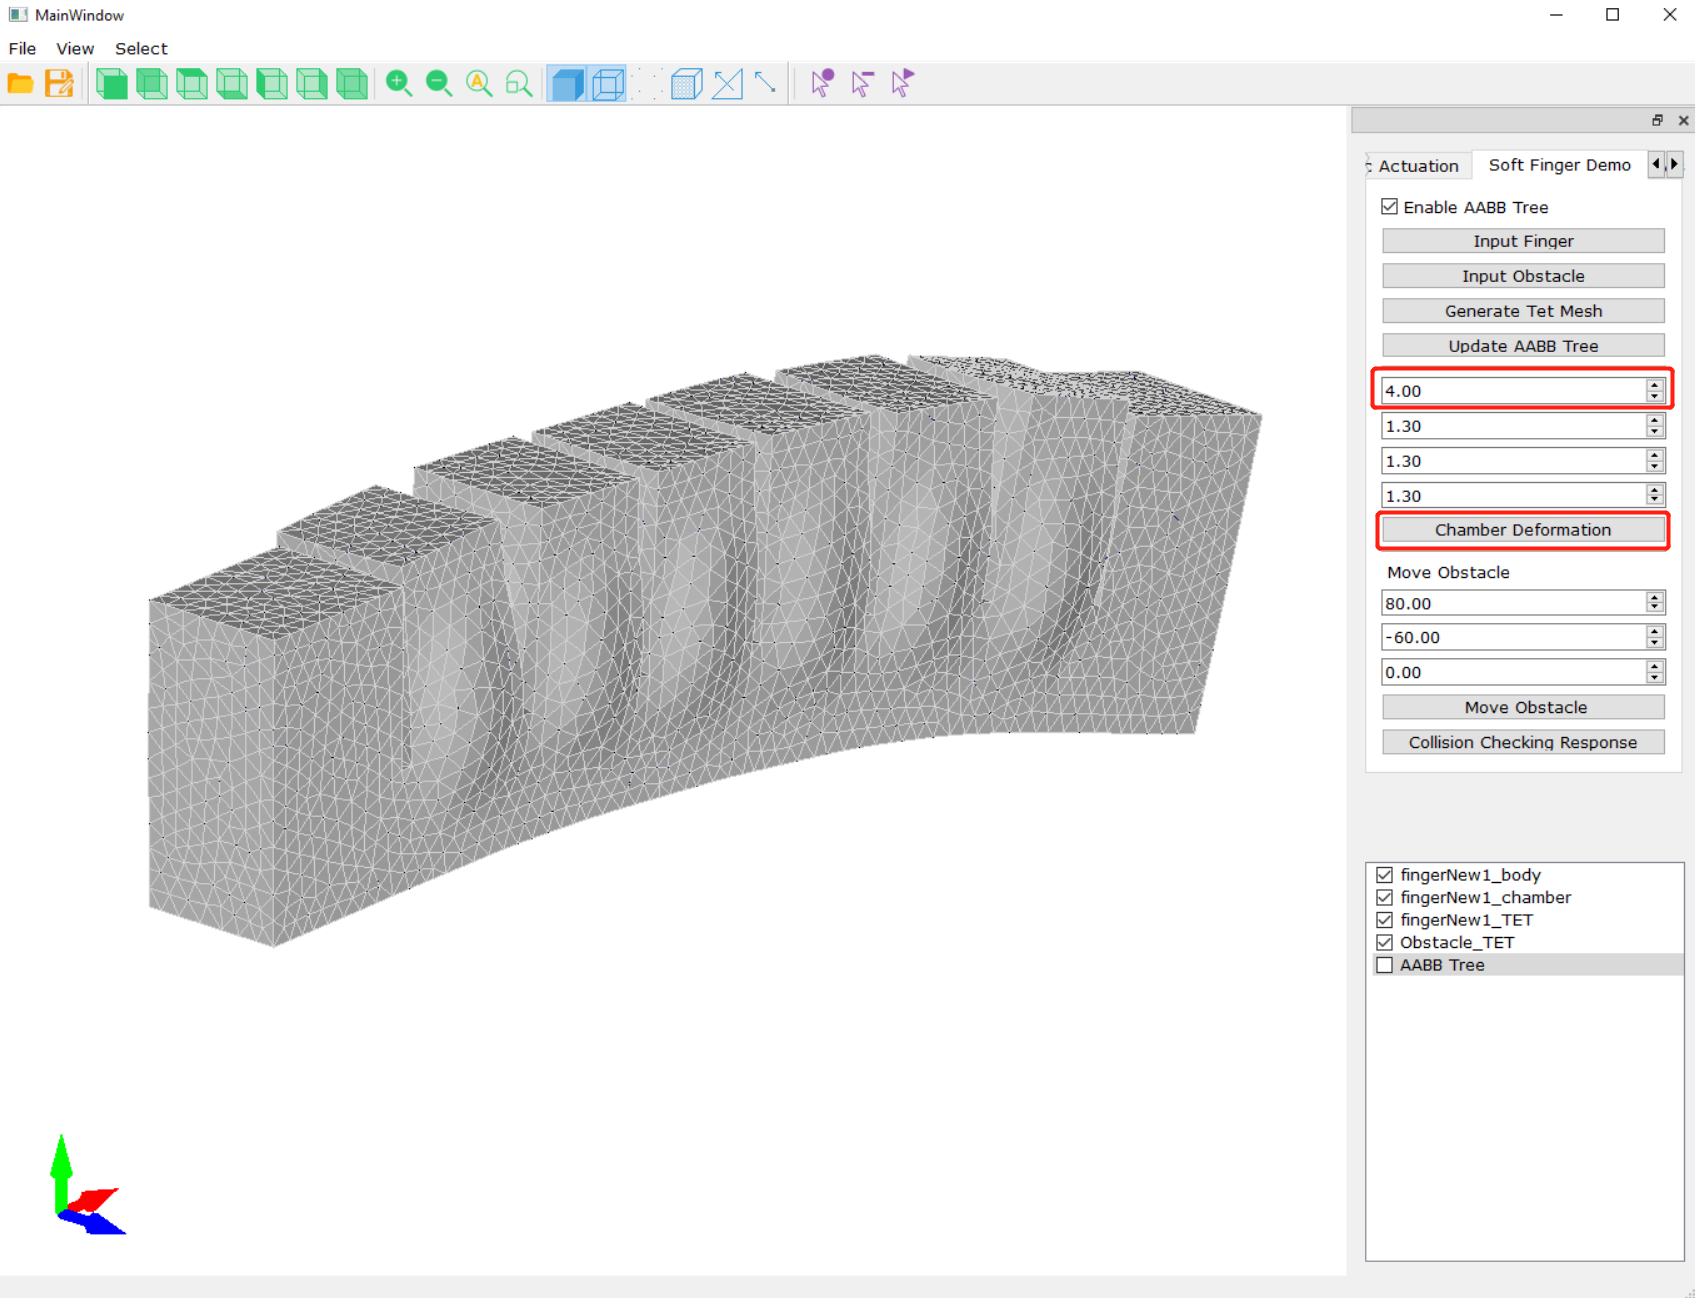 MainWindow
File View Select
Actuation Soft Finger Demo
Enable AABB Tree
Input Finger
Input Obstacle
Generate Tet Mesh
Update AABB Tree
4.00
1.30
1.30
1.30
Chamber Deformation
Move Obstacle
80.00
-60.00
0.00
Move Obstacle
Collision Checking Response
fingerNew1_body
fingerNew1_chamber
fingerNew1_TET
Obstacle_TET
AABB Tree